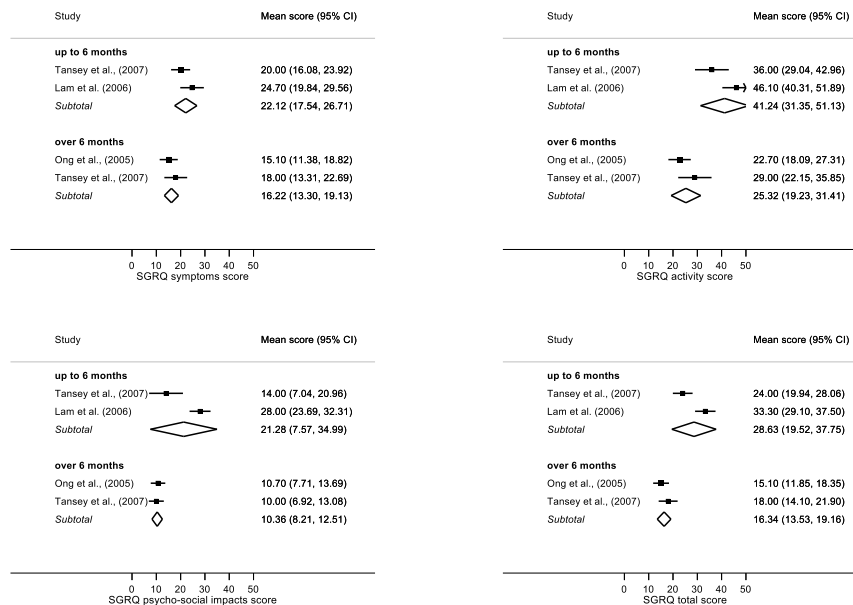 Study Mean score (95% CI)
up to 6 months
Tansey et al., (2007) 20.00 (16.08, 23.92)
Lam et al. (2006) 24.70 (19.84, 29.56)
Subtotal 22.12 (17.54, 26.71)
over 6 months
Ong et al., (2005) 15.10 (11.38, 18.82)
Tansey et al., (2007) 18.00 (13.31, 22.69)
Subtotal 16.22 (13.30, 19.13)
0 10 20 30 40 50
SGRQ symptoms score
Study Mean score (95% CI)
up to 6 months
Tansey et al., (2007) 36.00 (29.04, 42.96)
Lam et al. (2006) 46.10 (40.31, 51.89)
Subtotal 41.24 (31.35, 51.13)
over 6 months
Ong et al., (2005) 22.70 (18.09, 27.31)
Tansey et al., (2007) 29.00 (22.15, 35.85)
Subtotal 25.32 (19.23, 31.41)
0 10 20 30 40 50
SGRQ activity score
Study Mean score (95% CI)
up to 6 months
Tansey et al., (2007) 14.00 (7.04, 20.96)
Lam et al. (2006) 28.00 (23.69, 32.31)
Subtotal 21.28 (7.57, 34.99)
over 6 months
Ong et al., (2005) 10.70 (7.71, 13.69)
Tansey et al., (2007) 10.00 (6.92, 13.08)
Subtotal 10.36 (8.21, 12.51)
0 10 20 30 40 50
SGRQ psycho-social impacts score
Study Mean score (95% CI)
up to 6 months
Tansey et al., (2007) 24.00 (19.94, 28.06)
Lam et al. (2006) 33.30 (29.10, 37.50)
Subtotal 28.63 (19.52, 37.75)
over 6 months
Ong et al., (2005) 15.10 (11.85, 18.35)
Tansey et al., (2007) 18.00 (14.10, 21.90)
Subtotal 16.34 (13.53, 19.16)
0 10 20 30 40 50
SGRQ total score